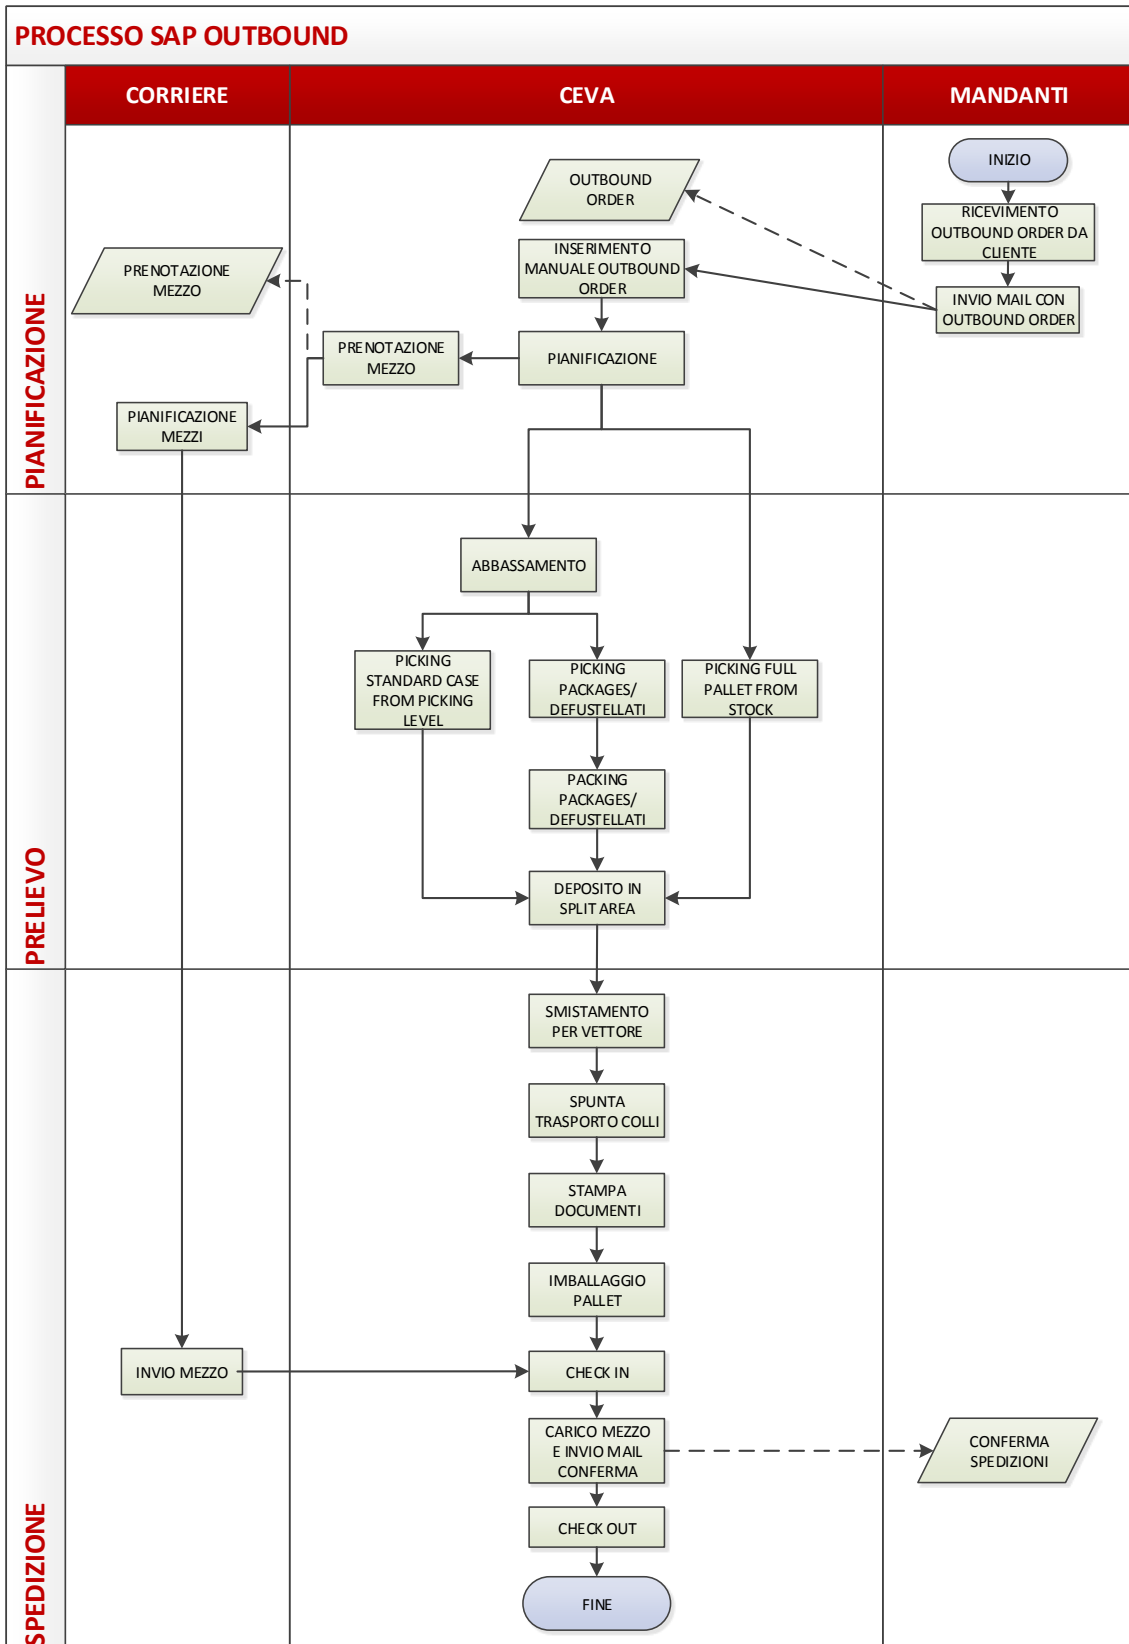 PROCESSO SAP OUTBOUND
CORRIERE
CEVA
MANDANTI
PIANIFICAZIONE
INIZIO
OUTBOUND
ORDER
RICEVIMENTO
OUTBOUND ORDER DA
CLIENTE
PRENOTAZIONE
MEZZO
INSERIMENTO
MANUALE OUTBOUND
ORDER
INVIO MAIL CON
OUTBOUND ORDER
PRENOTAZIONE
MEZZO
PIANIFICAZIONE
PIANIFICAZIONE
MEZZI
PRELIEVO
ABBASSAMENTO
PICKING
STANDARD CASE
FROM PICKING
LEVEL
PICKING
PACKAGES/
DEFUSTELLATI
PICKING FULL
PALLET FROM
STOCK
PACKING
PACKAGES/
DEFUSTELLATI
DEPOSITO IN
SPLIT AREA
SPEDIZIONE
SMISTAMENTO
PER VETTORE
SPUNTA
TRASPORTO COLLI
STAMPA
DOCUMENTI
IMBALLAGGIO
PALLET
INVIO MEZZO
CHECK IN
CARICO MEZZO
E INVIO MAIL
CONFERMA
CONFERMA
SPEDIZIONI
CHECK OUT
FINE